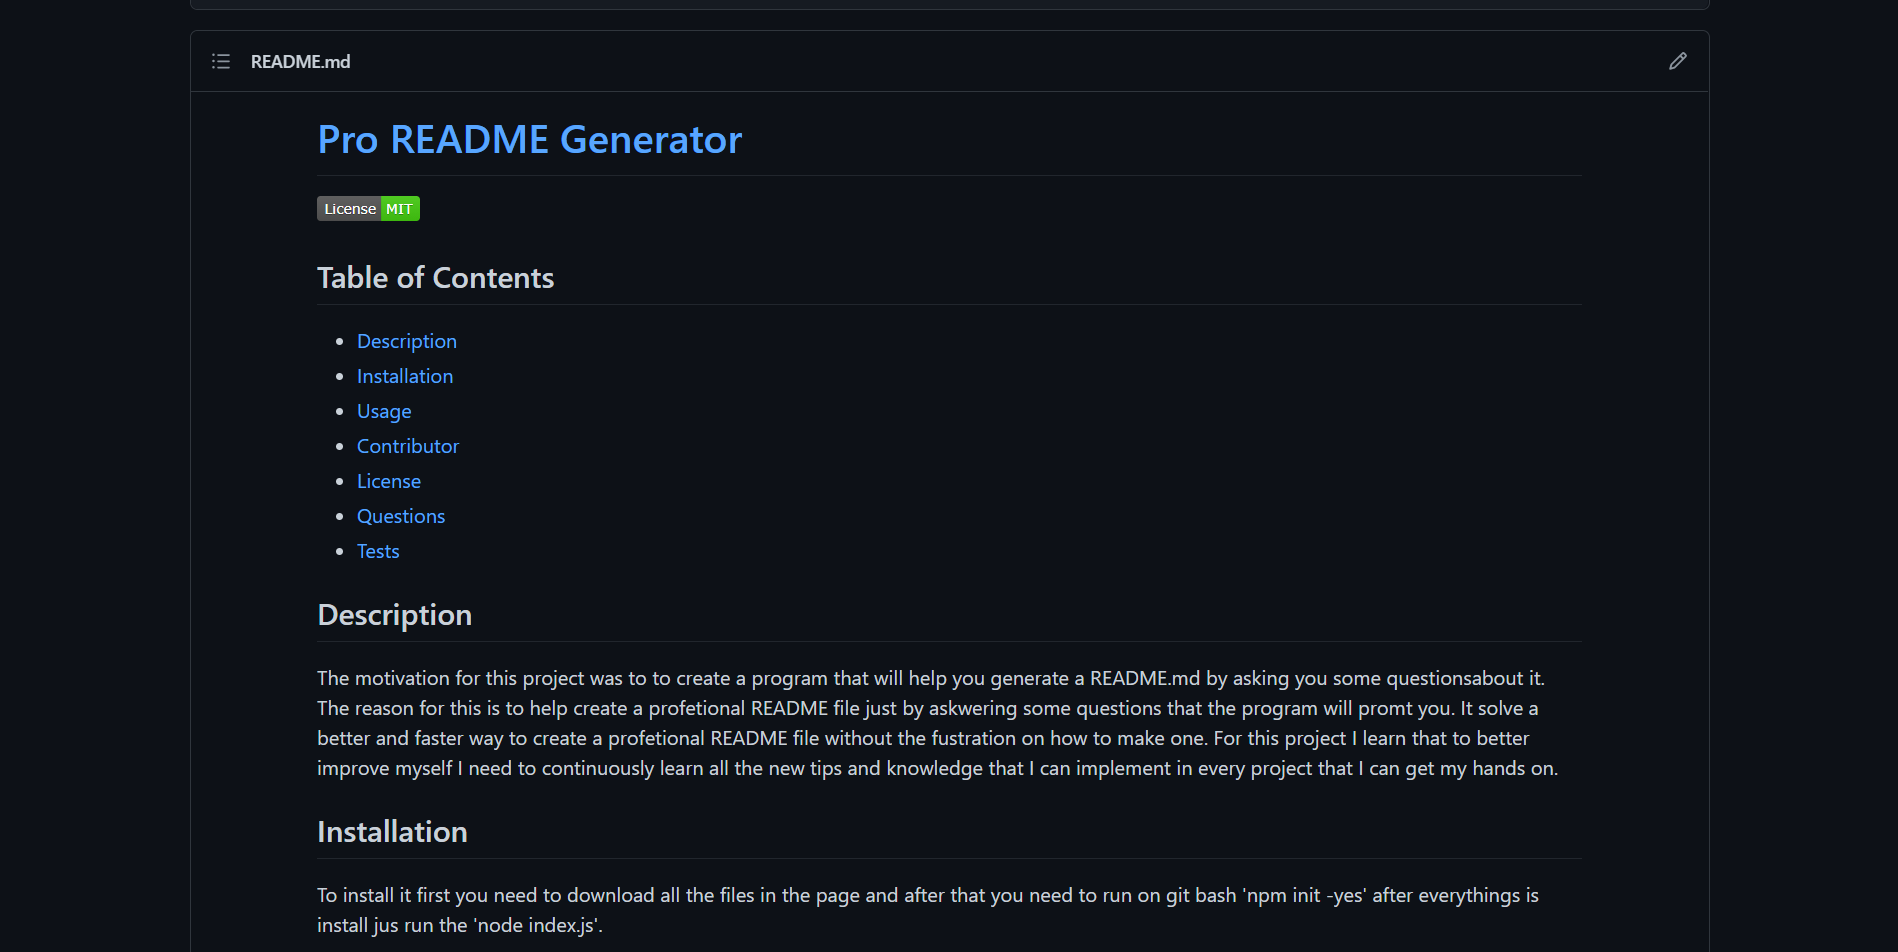 README.md
Pro README Generator
License MIT
Table of Contents
Description
Installation
Usage
Contributor
License
Questions
Tests
Description
The motivation for this project was to to create a program that will help you generate a README.md by asking you some questionsabout it.
The reason for this is to help create a profetional README file just by askwering some questions that the program will promt you. It solve a
better and faster way to create a profetional README file without the fustration on how to make one. For this project I learn that to better
improve myself I need to continuously learn all the new tips and knowledge that I can implement in every project that I can get my hands on.
Installation
To install it first you need to download all the files in the page and after that you need to run on git bash 'npm init -yes' after everythings is
install jus run the 'node index.js'.